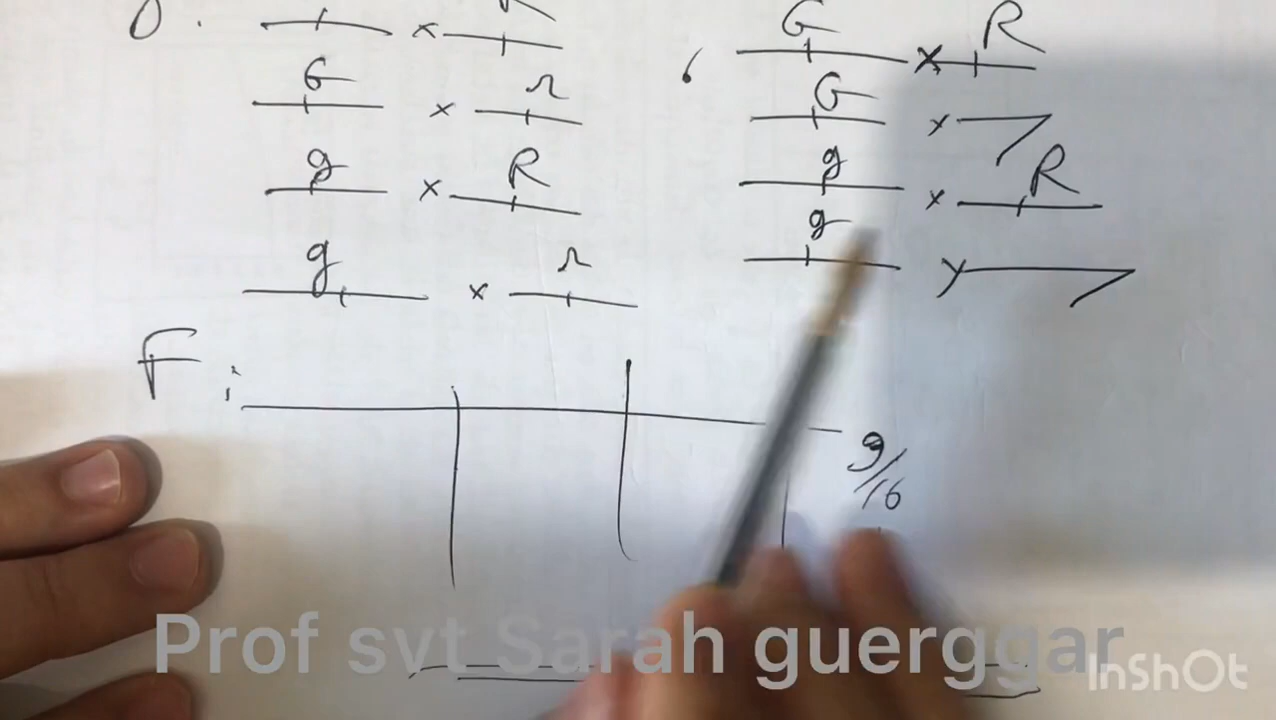 G R
G × r G ×
g × R g × R
g × r g
F :
9/16
Prof svt Sarah guerggar
InShOt